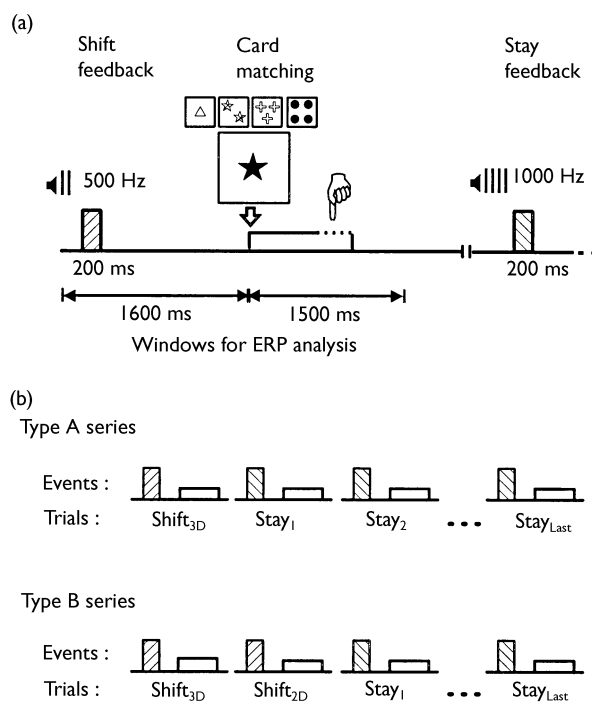 (a)
Shift feedback
Card matching
Stay feedback
500 Hz
1000 Hz
200 ms
200 ms
1600 ms
1500 ms
Windows for ERP analysis
(b)
Type A series
Events :
Trials : Shift3D Stay1 Stay2 ... StayLast
Type B series
Events :
Trials : Shift3D Shift2D Stay1 ... StayLast